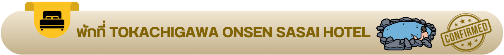 พักที่ TOKACHIGAWA ONSEN SASAI HOTEL
CONFIRMED